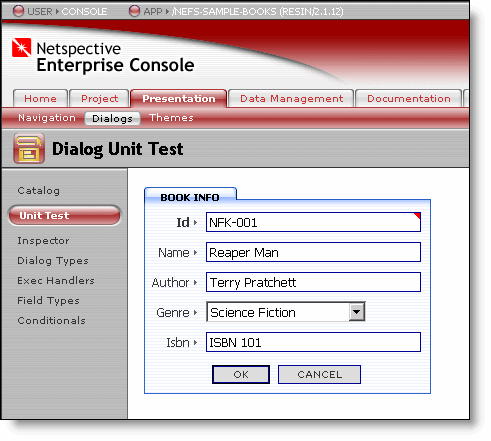 USER CONSOLE APP /NEFS-SAMPLE-BOOKS (RESIN/2.1.12)
Netspective
Enterprise Console
Home Project Presentation Data Management Documentation
Navigation Dialogs Themes
Dialog Unit Test
Catalog
Unit Test
Inspector
Dialog Types
Exec Handlers
Field Types
Conditionals
BOOK INFO
Id NFK-001
Name Reaper Man
Author Terry Pratchett
Genre Science Fiction
Isbn ISBN 101
OK CANCEL